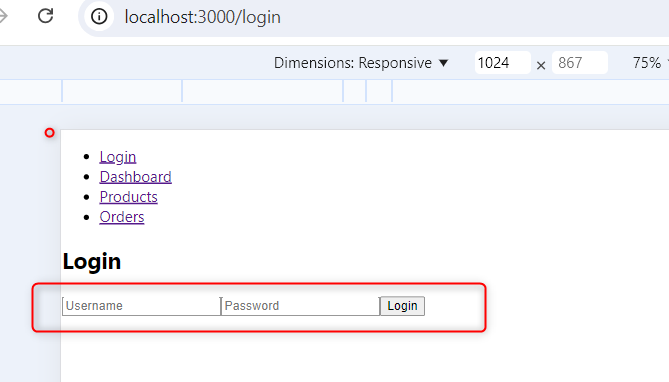 localhost:3000/login
Dimensions: Responsive ▼ 1024 × 867 75%
Login
Dashboard
Products
Orders
Login
Username Password Login